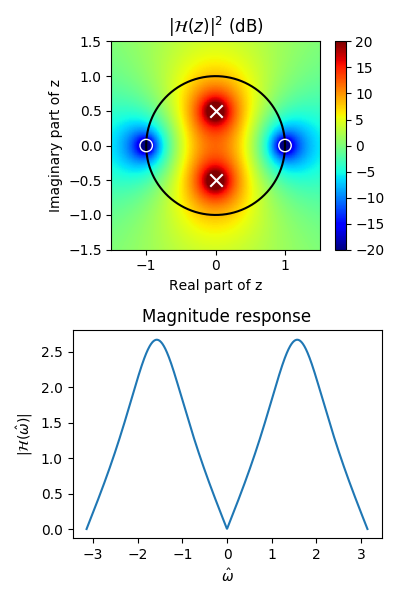 |ℋ(z)|² (dB)
Imaginary part of z
1.5
1.0
0.5
0.0
−0.5
−1.0
−1.5
−1 0 1
Real part of z
20
15
10
5
0
−5
−10
−15
−20
Magnitude response
|ℋ(ω̂)|
2.5
2.0
1.5
1.0
0.5
0.0
−3 −2 −1 0 1 2 3
ω̂